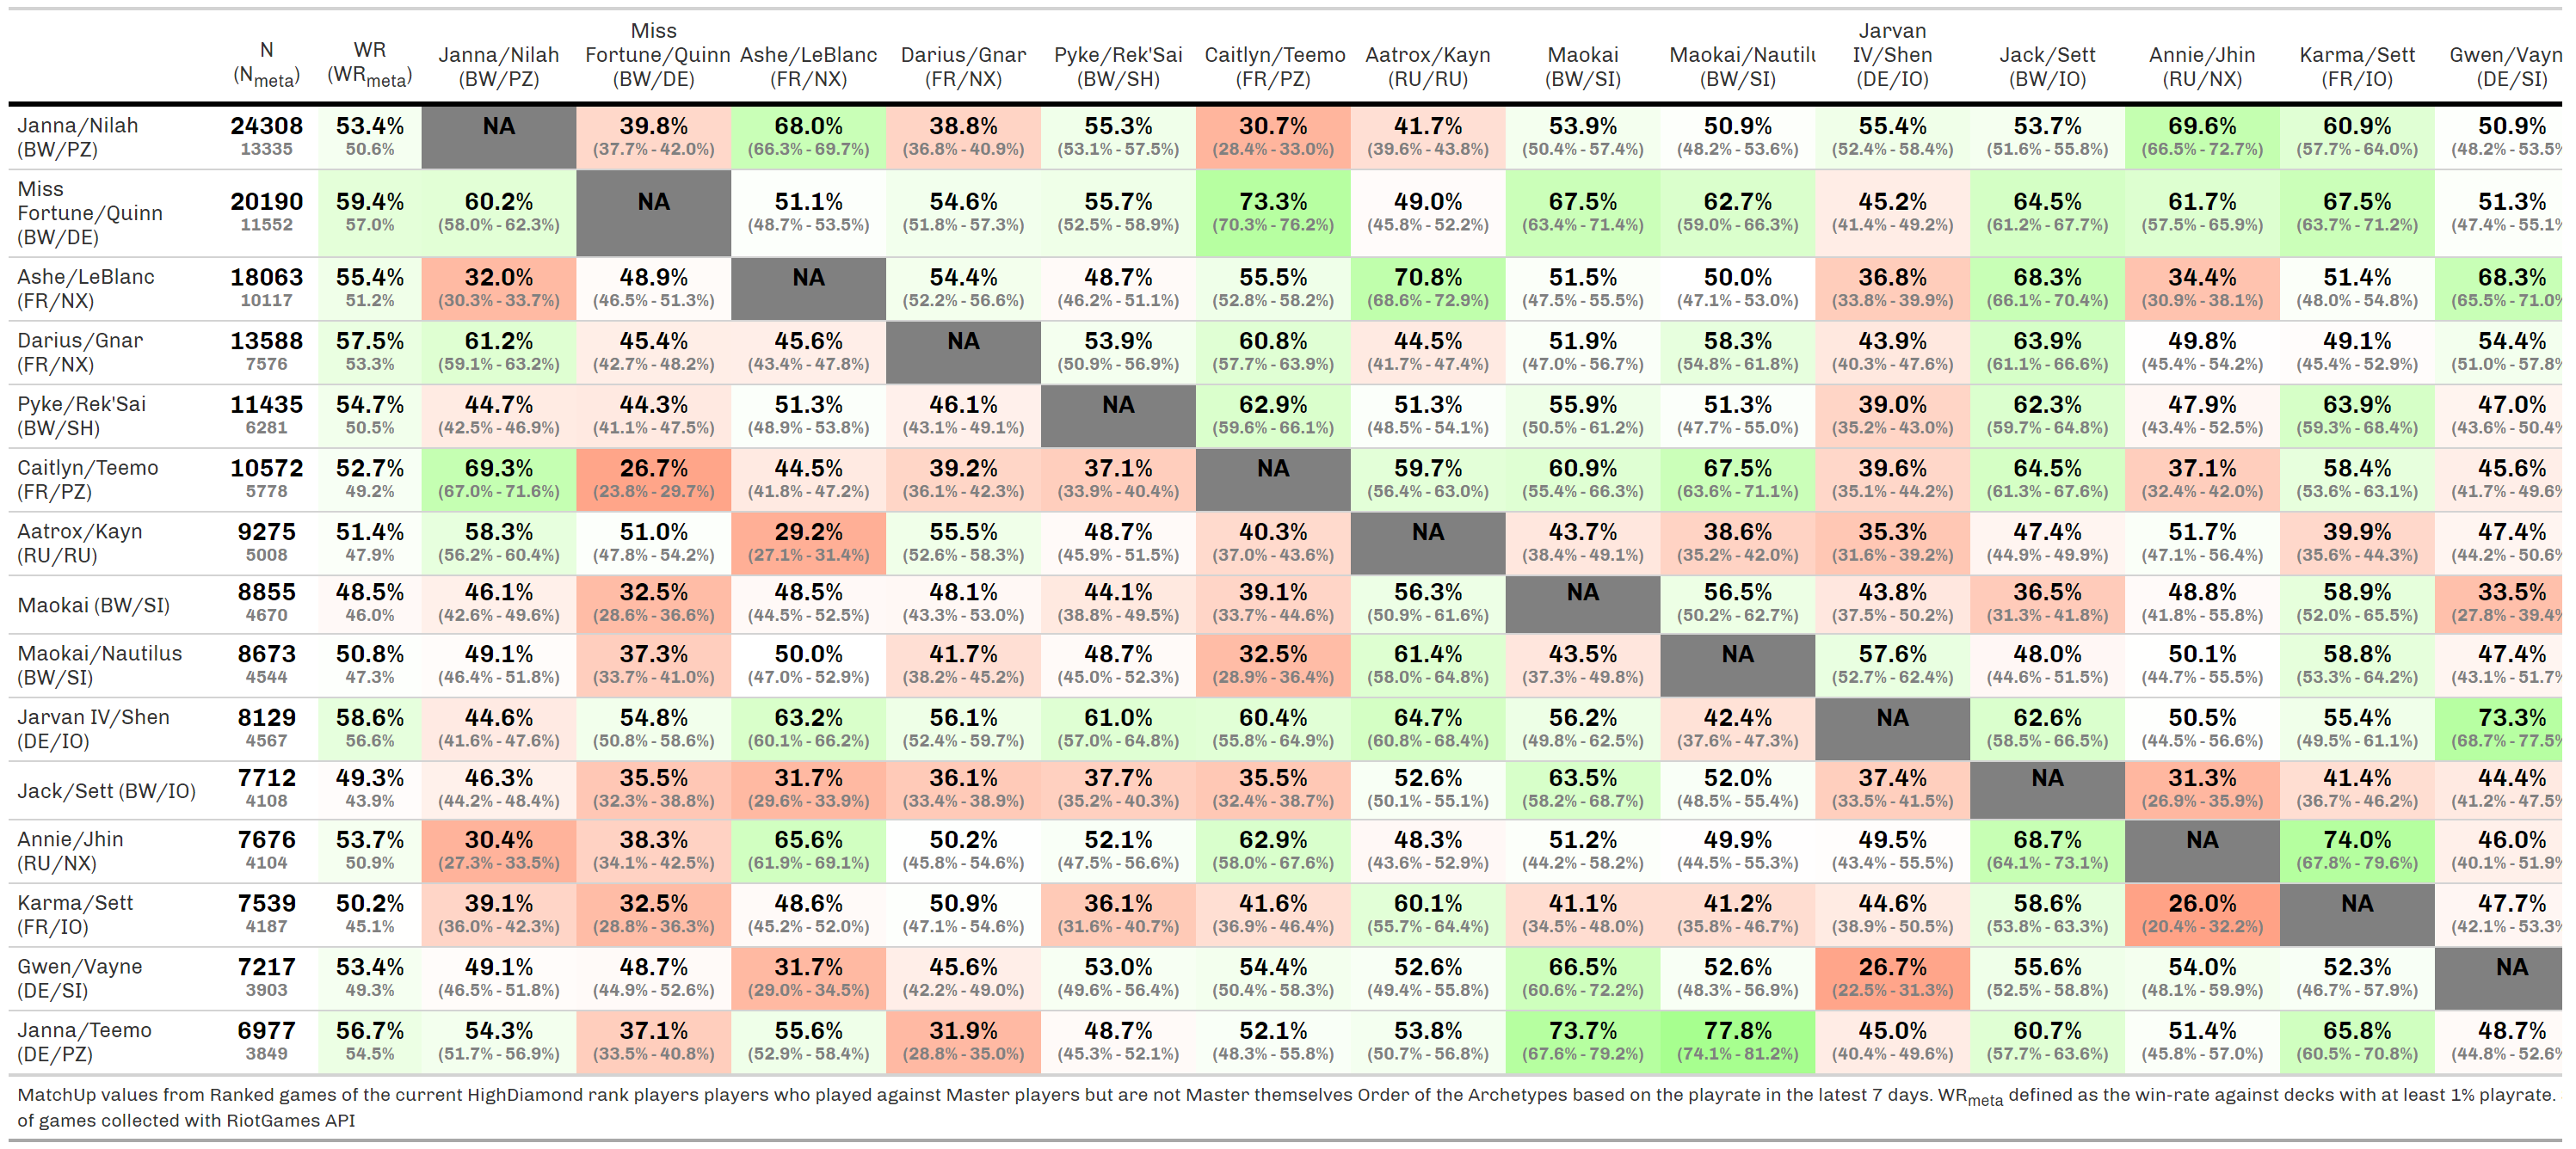 N WR Janna/Nilah Miss Fortune/Quinn Ashe/LeBlanc Darius/Gnar Pyke/Rek'Sai Caitlyn/Teemo Aatrox/Kayn Maokai Maokai/Nautilu Jarvan IV/Shen Jack/Sett Annie/Jhin Karma/Sett Gwen/Vayn
(Nmeta) (WRmeta) (BW/PZ) (BW/DE) (FR/NX) (FR/NX) (BW/SH) (FR/PZ) (RU/RU) (BW/SI) (BW/SI) (DE/IO) (BW/IO) (RU/NX) (FR/IO) (DE/SI)
Janna/Nilah 24308 53.4% NA 39.8% 68.0% 38.8% 55.3% 30.7% 41.7% 53.9% 50.9% 55.4% 53.7% 69.6% 60.9% 50.9%
(BW/PZ) 13335 50.6% (37.7% - 42.0%) (66.3% - 69.7%) (36.8% - 40.9%) (53.1% - 57.5%) (28.4% - 33.0%) (39.6% - 43.8%) (50.4% - 57.4%) (48.2% - 53.6%) (52.4% - 58.4%) (51.6% - 55.8%) (66.5% - 72.7%) (57.7% - 64.0%) (48.2% - 53.5%
Miss
Fortune/Quinn 20190 59.4% 60.2% NA 51.1% 54.6% 55.7% 73.3% 49.0% 67.5% 62.7% 45.2% 64.5% 61.7% 67.5% 51.3%
(BW/DE) 11552 57.0% (58.0% - 62.3%) (48.7% - 53.5%) (51.8% - 57.3%) (52.5% - 58.9%) (70.3% - 76.2%) (45.8% - 52.2%) (63.4% - 71.4%) (59.0% - 66.3%) (41.4% - 49.2%) (61.2% - 67.7%) (57.5% - 65.9%) (63.7% - 71.2%) (47.4% - 55.1%
Ashe/LeBlanc 18063 55.4% 32.0% 48.9% NA 54.4% 48.7% 55.5% 70.8% 51.5% 50.0% 36.8% 68.3% 34.4% 51.4% 68.3%
(FR/NX) 10117 51.2% (30.3% - 33.7%) (46.5% - 51.3%) (52.2% - 56.6%) (46.2% - 51.1%) (52.8% - 58.2%) (68.6% - 72.9%) (47.5% - 55.5%) (47.1% - 53.0%) (33.8% - 39.9%) (66.1% - 70.4%) (30.9% - 38.1%) (48.0% - 54.8%) (65.5% - 71.0%
Darius/Gnar 13588 57.5% 61.2% 45.4% 45.6% NA 53.9% 60.8% 44.5% 51.9% 58.3% 43.9% 63.9% 49.8% 49.1% 54.4%
(FR/NX) 7576 53.3% (59.1% - 63.2%) (42.7% - 48.2%) (43.4% - 47.8%) (50.9% - 56.9%) (57.7% - 63.9%) (41.7% - 47.4%) (47.0% - 56.7%) (54.8% - 61.8%) (40.3% - 47.6%) (61.1% - 66.6%) (45.4% - 54.2%) (45.4% - 52.9%) (51.0% - 57.8%
Pyke/Rek'Sai 11435 54.7% 44.7% 44.3% 51.3% 46.1% NA 62.9% 51.3% 55.9% 51.3% 39.0% 62.3% 47.9% 63.9% 47.0%
(BW/SH) 6281 50.5% (42.5% - 46.9%) (41.1% - 47.5%) (48.9% - 53.8%) (43.1% - 49.1%) (59.6% - 66.1%) (48.5% - 54.1%) (50.5% - 61.2%) (47.7% - 55.0%) (35.2% - 43.0%) (59.7% - 64.8%) (43.4% - 52.5%) (59.3% - 68.4%) (43.6% - 50.4%
Caitlyn/Teemo 10572 52.7% 69.3% 26.7% 44.5% 39.2% 37.1% NA 59.7% 60.9% 67.5% 39.6% 64.5% 37.1% 58.4% 45.6%
(FR/PZ) 5778 49.2% (67.0% - 71.6%) (23.8% - 29.7%) (41.8% - 47.2%) (36.1% - 42.3%) (33.9% - 40.4%) (56.4% - 63.0%) (55.4% - 66.3%) (63.6% - 71.1%) (35.1% - 44.2%) (61.3% - 67.6%) (32.4% - 42.0%) (53.6% - 63.1%) (41.7% - 49.6%
Aatrox/Kayn 9275 51.4% 58.3% 51.0% 29.2% 55.5% 48.7% 40.3% NA 43.7% 38.6% 35.3% 47.4% 51.7% 39.9% 47.4%
(RU/RU) 5008 47.9% (56.2% - 60.4%) (47.8% - 54.2%) (27.1% - 31.4%) (52.6% - 58.3%) (45.9% - 51.5%) (37.0% - 43.6%) (38.4% - 49.1%) (35.2% - 42.0%) (31.6% - 39.2%) (44.9% - 49.9%) (47.1% - 56.4%) (35.6% - 44.3%) (44.2% - 50.6%
Maokai (BW/SI) 8855 48.5% 46.1% 32.5% 48.5% 48.1% 44.1% 39.1% 56.3% NA 56.5% 43.8% 36.5% 48.8% 58.9% 33.5%
4670 46.0% (42.6% - 49.6%) (28.6% - 36.6%) (44.5% - 52.5%) (43.3% - 53.0%) (38.8% - 49.5%) (33.7% - 44.6%) (50.9% - 61.6%) (50.2% - 62.7%) (37.5% - 50.2%) (31.3% - 41.8%) (41.8% - 55.8%) (52.0% - 65.5%) (27.8% - 39.4%
Maokai/Nautilus 8673 50.8% 49.1% 37.3% 50.0% 41.7% 48.7% 32.5% 61.4% 43.5% NA 57.6% 48.0% 50.1% 58.8% 47.4%
(BW/SI) 4544 47.3% (46.4% - 51.8%) (33.7% - 41.0%) (47.0% - 52.9%) (38.2% - 45.2%) (45.0% - 52.3%) (28.9% - 36.4%) (58.0% - 64.8%) (37.3% - 49.8%) (52.7% - 62.4%) (44.6% - 51.5%) (44.7% - 55.5%) (53.3% - 64.2%) (43.1% - 51.7%
Jarvan IV/Shen 8129 58.6% 44.6% 54.8% 63.2% 56.1% 61.0% 60.4% 64.7% 56.2% 42.4% NA 62.6% 50.5% 55.4% 73.3%
(DE/IO) 4567 56.6% (41.6% - 47.6%) (50.8% - 58.6%) (60.1% - 66.2%) (52.4% - 59.7%) (57.0% - 64.8%) (55.8% - 64.9%) (60.8% - 68.4%) (49.8% - 62.5%) (37.6% - 47.3%) (58.5% - 66.5%) (44.5% - 56.6%) (49.5% - 61.1%) (68.7% - 77.5%
Jack/Sett (BW/IO) 7712 49.3% 46.3% 35.5% 31.7% 36.1% 37.7% 35.5% 52.6% 63.5% 52.0% 37.4% NA 31.3% 41.4% 44.4%
4108 43.9% (44.2% - 48.4%) (32.3% - 38.8%) (29.6% - 33.9%) (33.4% - 38.9%) (35.2% - 40.3%) (32.4% - 38.7%) (50.1% - 55.1%) (58.2% - 68.7%) (48.5% - 55.4%) (33.5% - 41.5%) (26.9% - 35.9%) (36.7% - 46.2%) (41.2% - 47.5%
Annie/Jhin 7676 53.7% 30.4% 38.3% 65.6% 50.2% 52.1% 62.9% 48.3% 51.2% 49.9% 49.5% 68.7% NA 74.0% 46.0%
(RU/NX) 4104 50.9% (27.3% - 33.5%) (34.1% - 42.5%) (61.9% - 69.1%) (45.8% - 54.6%) (47.5% - 56.6%) (58.0% - 67.6%) (43.6% - 52.9%) (44.2% - 58.2%) (44.5% - 55.3%) (43.4% - 55.5%) (64.1% - 73.1%) (67.8% - 79.6%) (40.1% - 51.9%
Karma/Sett 7539 50.2% 39.1% 32.5% 48.6% 50.9% 36.1% 41.6% 60.1% 41.1% 41.2% 44.6% 58.6% 26.0% NA 47.7%
(FR/IO) 4187 45.1% (36.0% - 42.3%) (28.8% - 36.3%) (45.2% - 52.0%) (47.1% - 54.6%) (31.6% - 40.7%) (36.9% - 46.4%) (55.7% - 64.4%) (34.5% - 48.0%) (35.8% - 46.7%) (38.9% - 50.5%) (53.8% - 63.3%) (20.4% - 32.2%) (42.1% - 53.3%
Gwen/Vayne 7217 53.4% 49.1% 48.7% 31.7% 45.6% 53.0% 54.4% 52.6% 66.5% 52.6% 26.7% 55.6% 54.0% 52.3% NA
(DE/SI) 3903 49.3% (46.5% - 51.8%) (44.9% - 52.6%) (29.0% - 34.5%) (42.2% - 49.0%) (49.6% - 56.4%) (50.4% - 58.3%) (49.4% - 55.8%) (60.6% - 72.2%) (48.3% - 56.9%) (22.5% - 31.3%) (52.5% - 58.8%) (48.1% - 59.9%) (46.7% - 57.9%)
Janna/Teemo 6977 56.7% 54.3% 37.1% 55.6% 31.9% 48.7% 52.1% 53.8% 73.7% 77.8% 45.0% 60.7% 51.4% 65.8% 48.7%
(DE/PZ) 3849 54.5% (51.7% - 56.9%) (33.5% - 40.8%) (52.9% - 58.4%) (28.8% - 35.0%) (45.3% - 52.1%) (48.3% - 55.8%) (50.7% - 56.8%) (67.6% - 79.2%) (74.1% - 81.2%) (40.4% - 49.6%) (57.7% - 63.6%) (45.8% - 57.0%) (60.5% - 70.8%) (44.8% - 52.6%
MatchUp values from Ranked games of the current HighDiamond rank players players who played against Master players but are not Master themselves Order of the Archetypes based on the playrate in the latest 7 days. WRmeta defined as the win-rate against decks with at least 1% playrate.
of games collected with RiotGames API